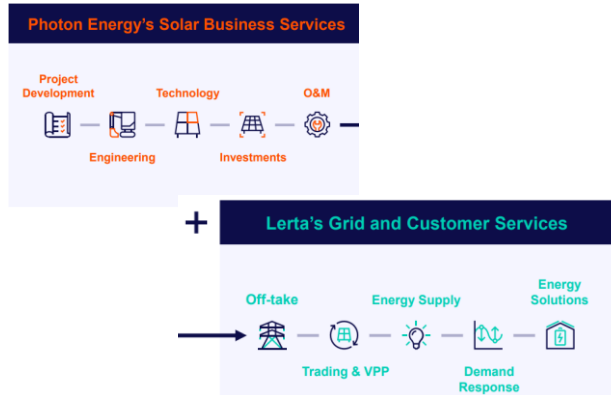 Photon Energy's Solar Business Services
Project
Development
Technology
O&M
Engineering
Investments
+
Lerta's Grid and Customer Services
Off-take
Energy Supply
Energy
Solutions
Trading & VPP
Demand
Response